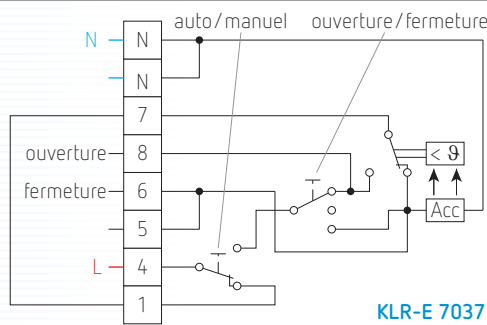 auto/manuel ouverture/fermeture
N N
N
7
ouverture 8
< ϑ
fermeture 6
Acc
5
L 4
1
KLR-E 7037